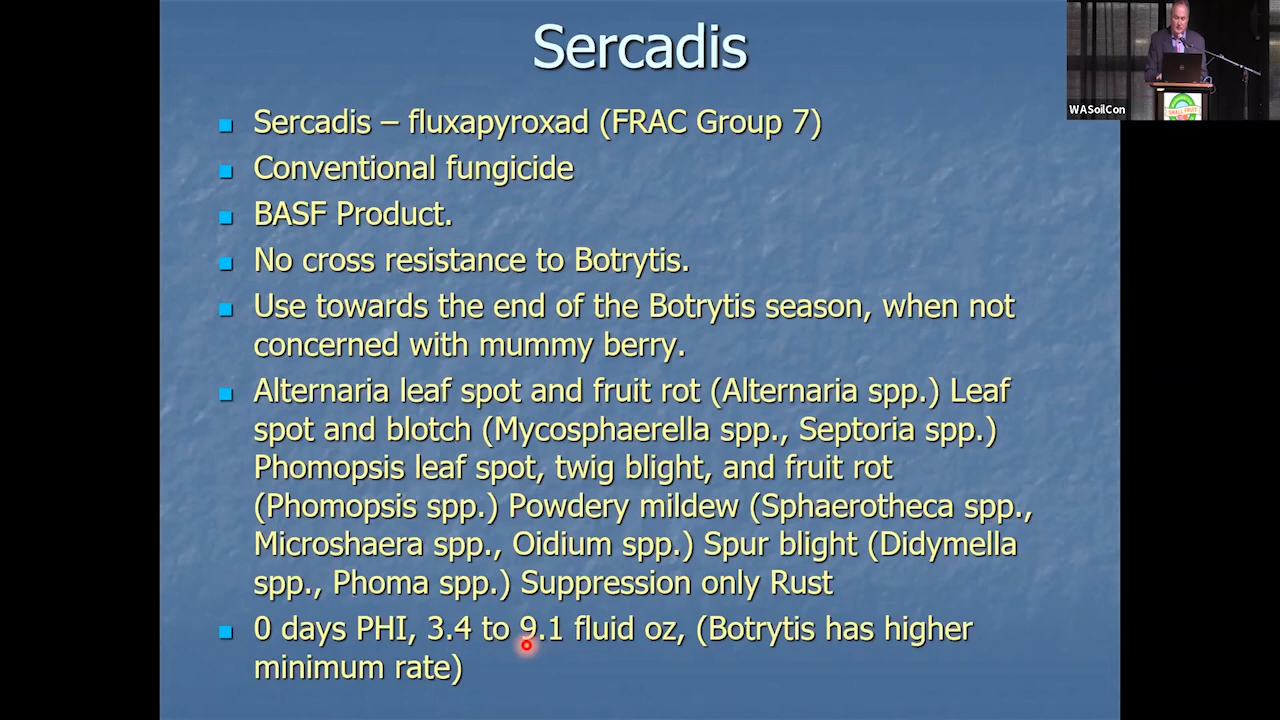 Sercadis
Sercadis – fluxapyroxad (FRAC Group 7)
Conventional fungicide
BASF Product.
No cross resistance to Botrytis.
Use towards the end of the Botrytis season, when not
concerned with mummy berry.
Alternaria leaf spot and fruit rot (Alternaria spp.) Leaf
spot and blotch (Mycosphaerella spp., Septoria spp.)
Phomopsis leaf spot, twig blight, and fruit rot
(Phomopsis spp.) Powdery mildew (Sphaerotheca spp.,
Microshaera spp., Oidium spp.) Spur blight (Didymella
spp., Phoma spp.) Suppression only Rust
0 days PHI, 3.4 to 9.1 fluid oz, (Botrytis has higher
minimum rate)
WASoilCon
SMALL FRUIT